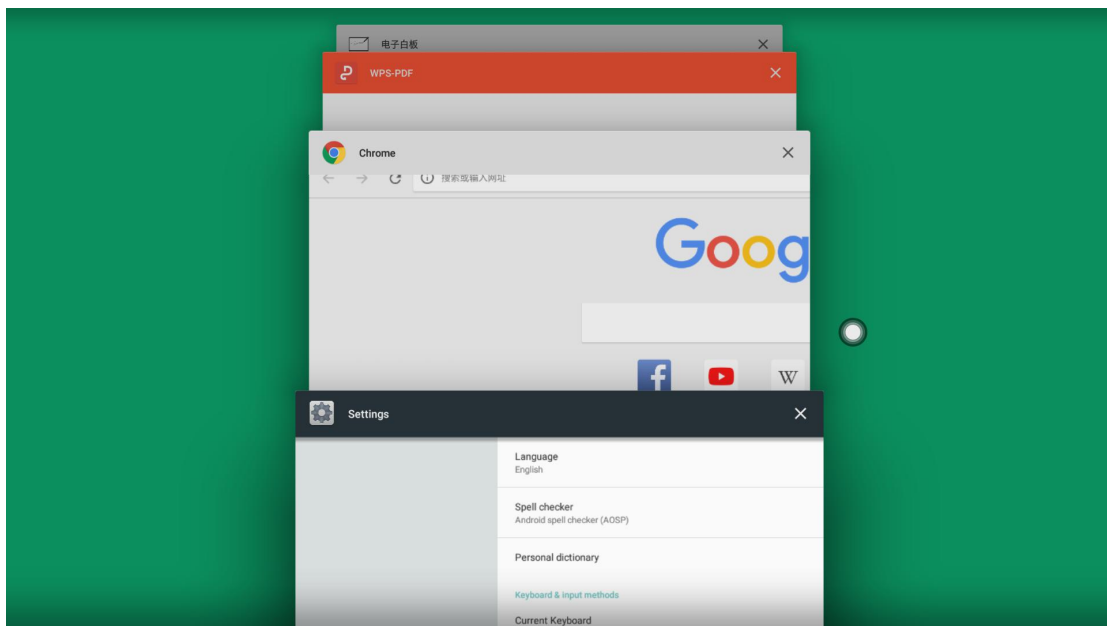 电子白板
WPS-PDF
Chrome
搜索或输入网址
Goog
f
W
Settings
Language
English
Spell checker
Android spell checker (AOSP)
Personal dictionary
Keyboard & input methods
Current Keyboard